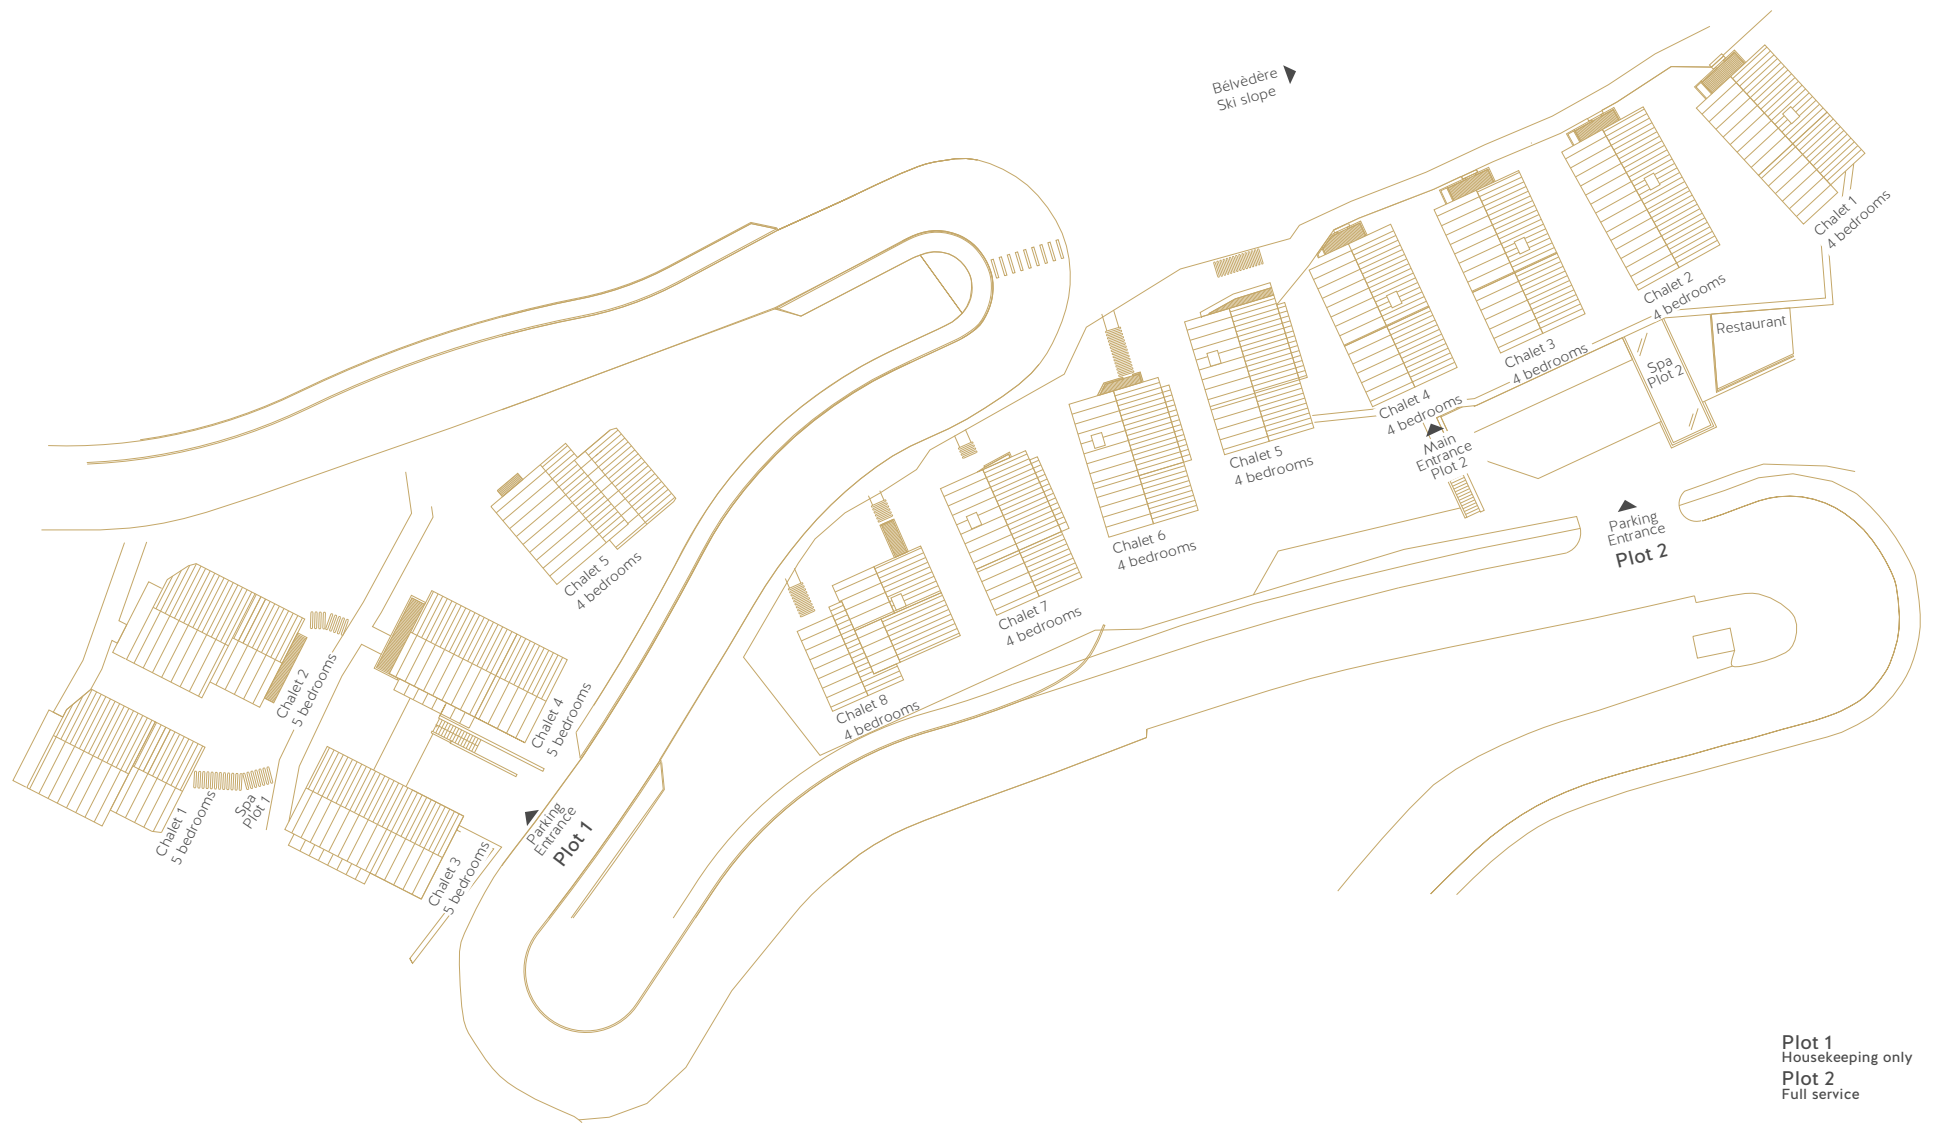 Bélvèdère
Ski slope
Chalet 1
4 bedrooms
Chalet 2
4 bedrooms
Restaurant
Chalet 3
4 bedrooms
Spa
Plot 2
Chalet 4
4 bedrooms
Main
Entrance
Plot 2
Chalet 5
4 bedrooms
Chalet 6
4 bedrooms
Parking
Entrance
Plot 2
Chalet 7
4 bedrooms
Chalet 8
4 bedrooms
Chalet 5
4 bedrooms
Chalet 2
5 bedrooms
Chalet 4
5 bedrooms
Chalet 1
5 bedrooms
Spa
Plot 1
Chalet 3
5 bedrooms
Parking
Entrance
Plot 1
Plot 1
Housekeeping only
Plot 2
Full service